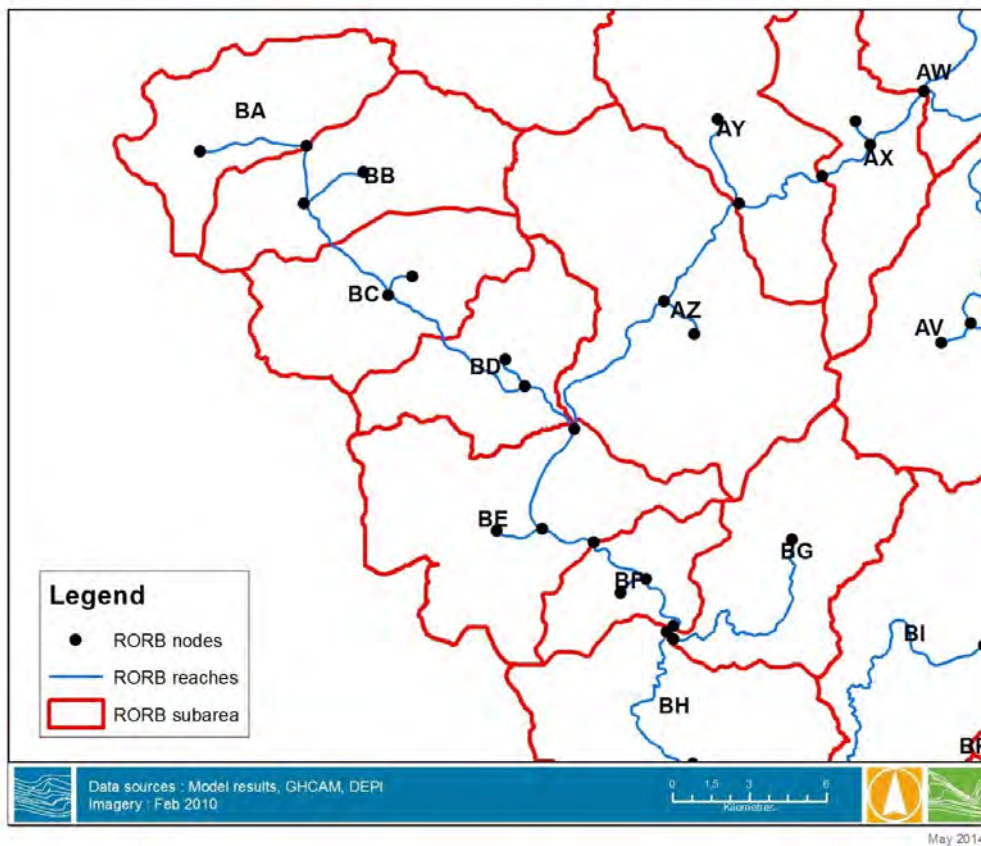 AW
BA
AY
AX
BB
BC
AZ
AV
BD
BE
BG
BF
BI
BH
Legend
RORB nodes
RORB reaches
RORB subarea
Data sources : Model results, GHCAM, DEPI
Imagery : Feb 2010
0 1.5 3 6
Kilometres
May 2014